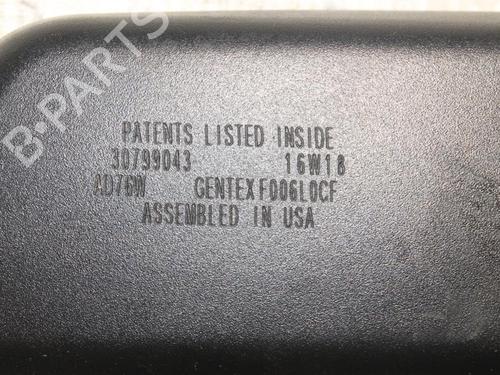 B-PARTS
PATENTS LISTED INSIDE
30799043 16W18
AD76W GENTEX F006L0CF
ASSEMBLED IN USA